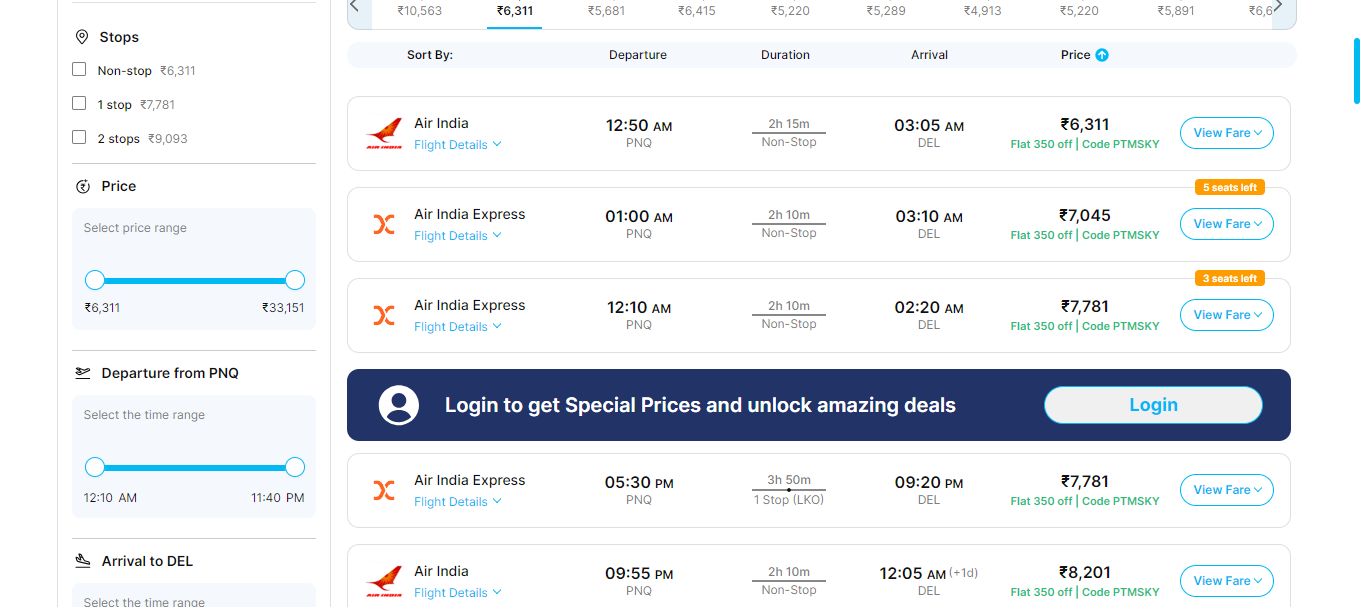 ₹10,563 ₹6,311 ₹5,681 ₹6,415 ₹5,220 ₹5,289 ₹4,913 ₹5,220 ₹5,891
Stops
Non-stop ₹6,311
1 stop ₹7,781
2 stops ₹9,093
Price
Select price range
₹6,311 ₹33,151
Departure from PNQ
Select the time range
12:10 AM 11:40 PM
Arrival to DEL
Select the time range
Sort By: Departure Duration Arrival Price
Air India 12:50 AM 2h 15m 03:05 AM ₹6,311 View Fare
Flight Details PNQ Non-Stop DEL Flat 350 off | Code PTMSKY
AIR INDIA
5 seats left
Air India Express 01:00 AM 2h 10m 03:10 AM ₹7,045 View Fare
Flight Details PNQ Non-Stop DEL Flat 350 off | Code PTMSKY
3 seats left
Air India Express 12:10 AM 2h 10m 02:20 AM ₹7,781 View Fare
Flight Details PNQ Non-Stop DEL Flat 350 off | Code PTMSKY
Login to get Special Prices and unlock amazing deals Login
Air India Express 05:30 PM 3h 50m 09:20 PM ₹7,781 View Fare
Flight Details PNQ 1 Stop (LKO) DEL Flat 350 off | Code PTMSKY
Air India 09:55 PM 2h 10m 12:05 AM (+1d) ₹8,201 View Fare
Flight Details PNQ Non-Stop DEL Flat 350 off | Code PTMSKY
AIR INDIA